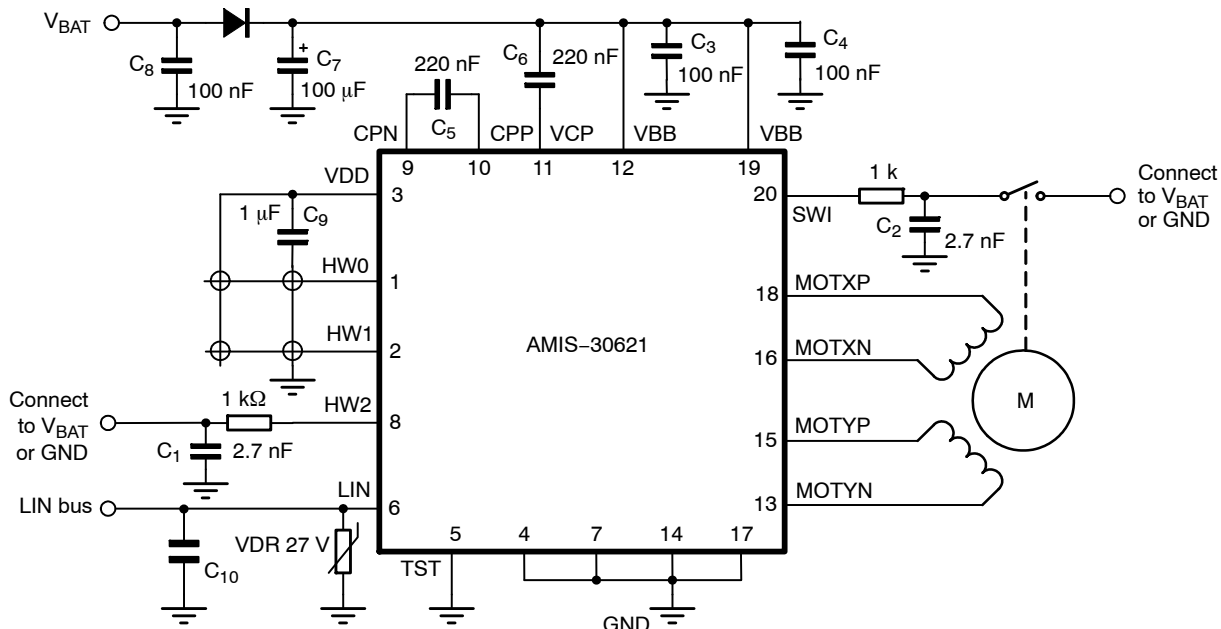 V_BAT
C8
100 nF
+
C7
100 μF
220 nF
C5
C6
220 nF
C3
100 nF
C4
100 nF
CPN
CPP
VCP
VBB
VBB
9
10
11
12
19
VDD
3
1 μF
C9
HW0
1
HW1
2
Connect
to V_BAT
or GND
1 kΩ
HW2
8
C1
2.7 nF
LIN bus
LIN
6
C10
VDR 27 V
AMIS−30621
20
SWI
1 k
C2
2.7 nF
Connect
to V_BAT
or GND
18
MOTXP
16
MOTXN
M
15
MOTYP
13
MOTYN
5
4
7
14
17
TST
GND